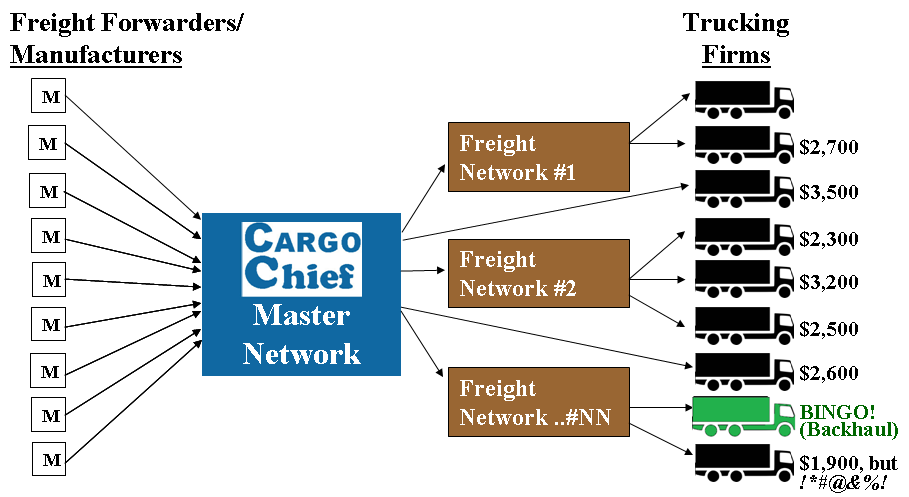 Freight Forwarders/
Manufacturers
M
M
M
M
M
M
M
M
M
CARGO
Chief
Master
Network
Freight
Network #1
Freight
Network #2
Freight
Network ..#NN
Trucking
Firms
$2,700
$3,500
$2,300
$3,200
$2,500
$2,600
BINGO!
(Backhaul)
$1,900, but
!*#@&%!